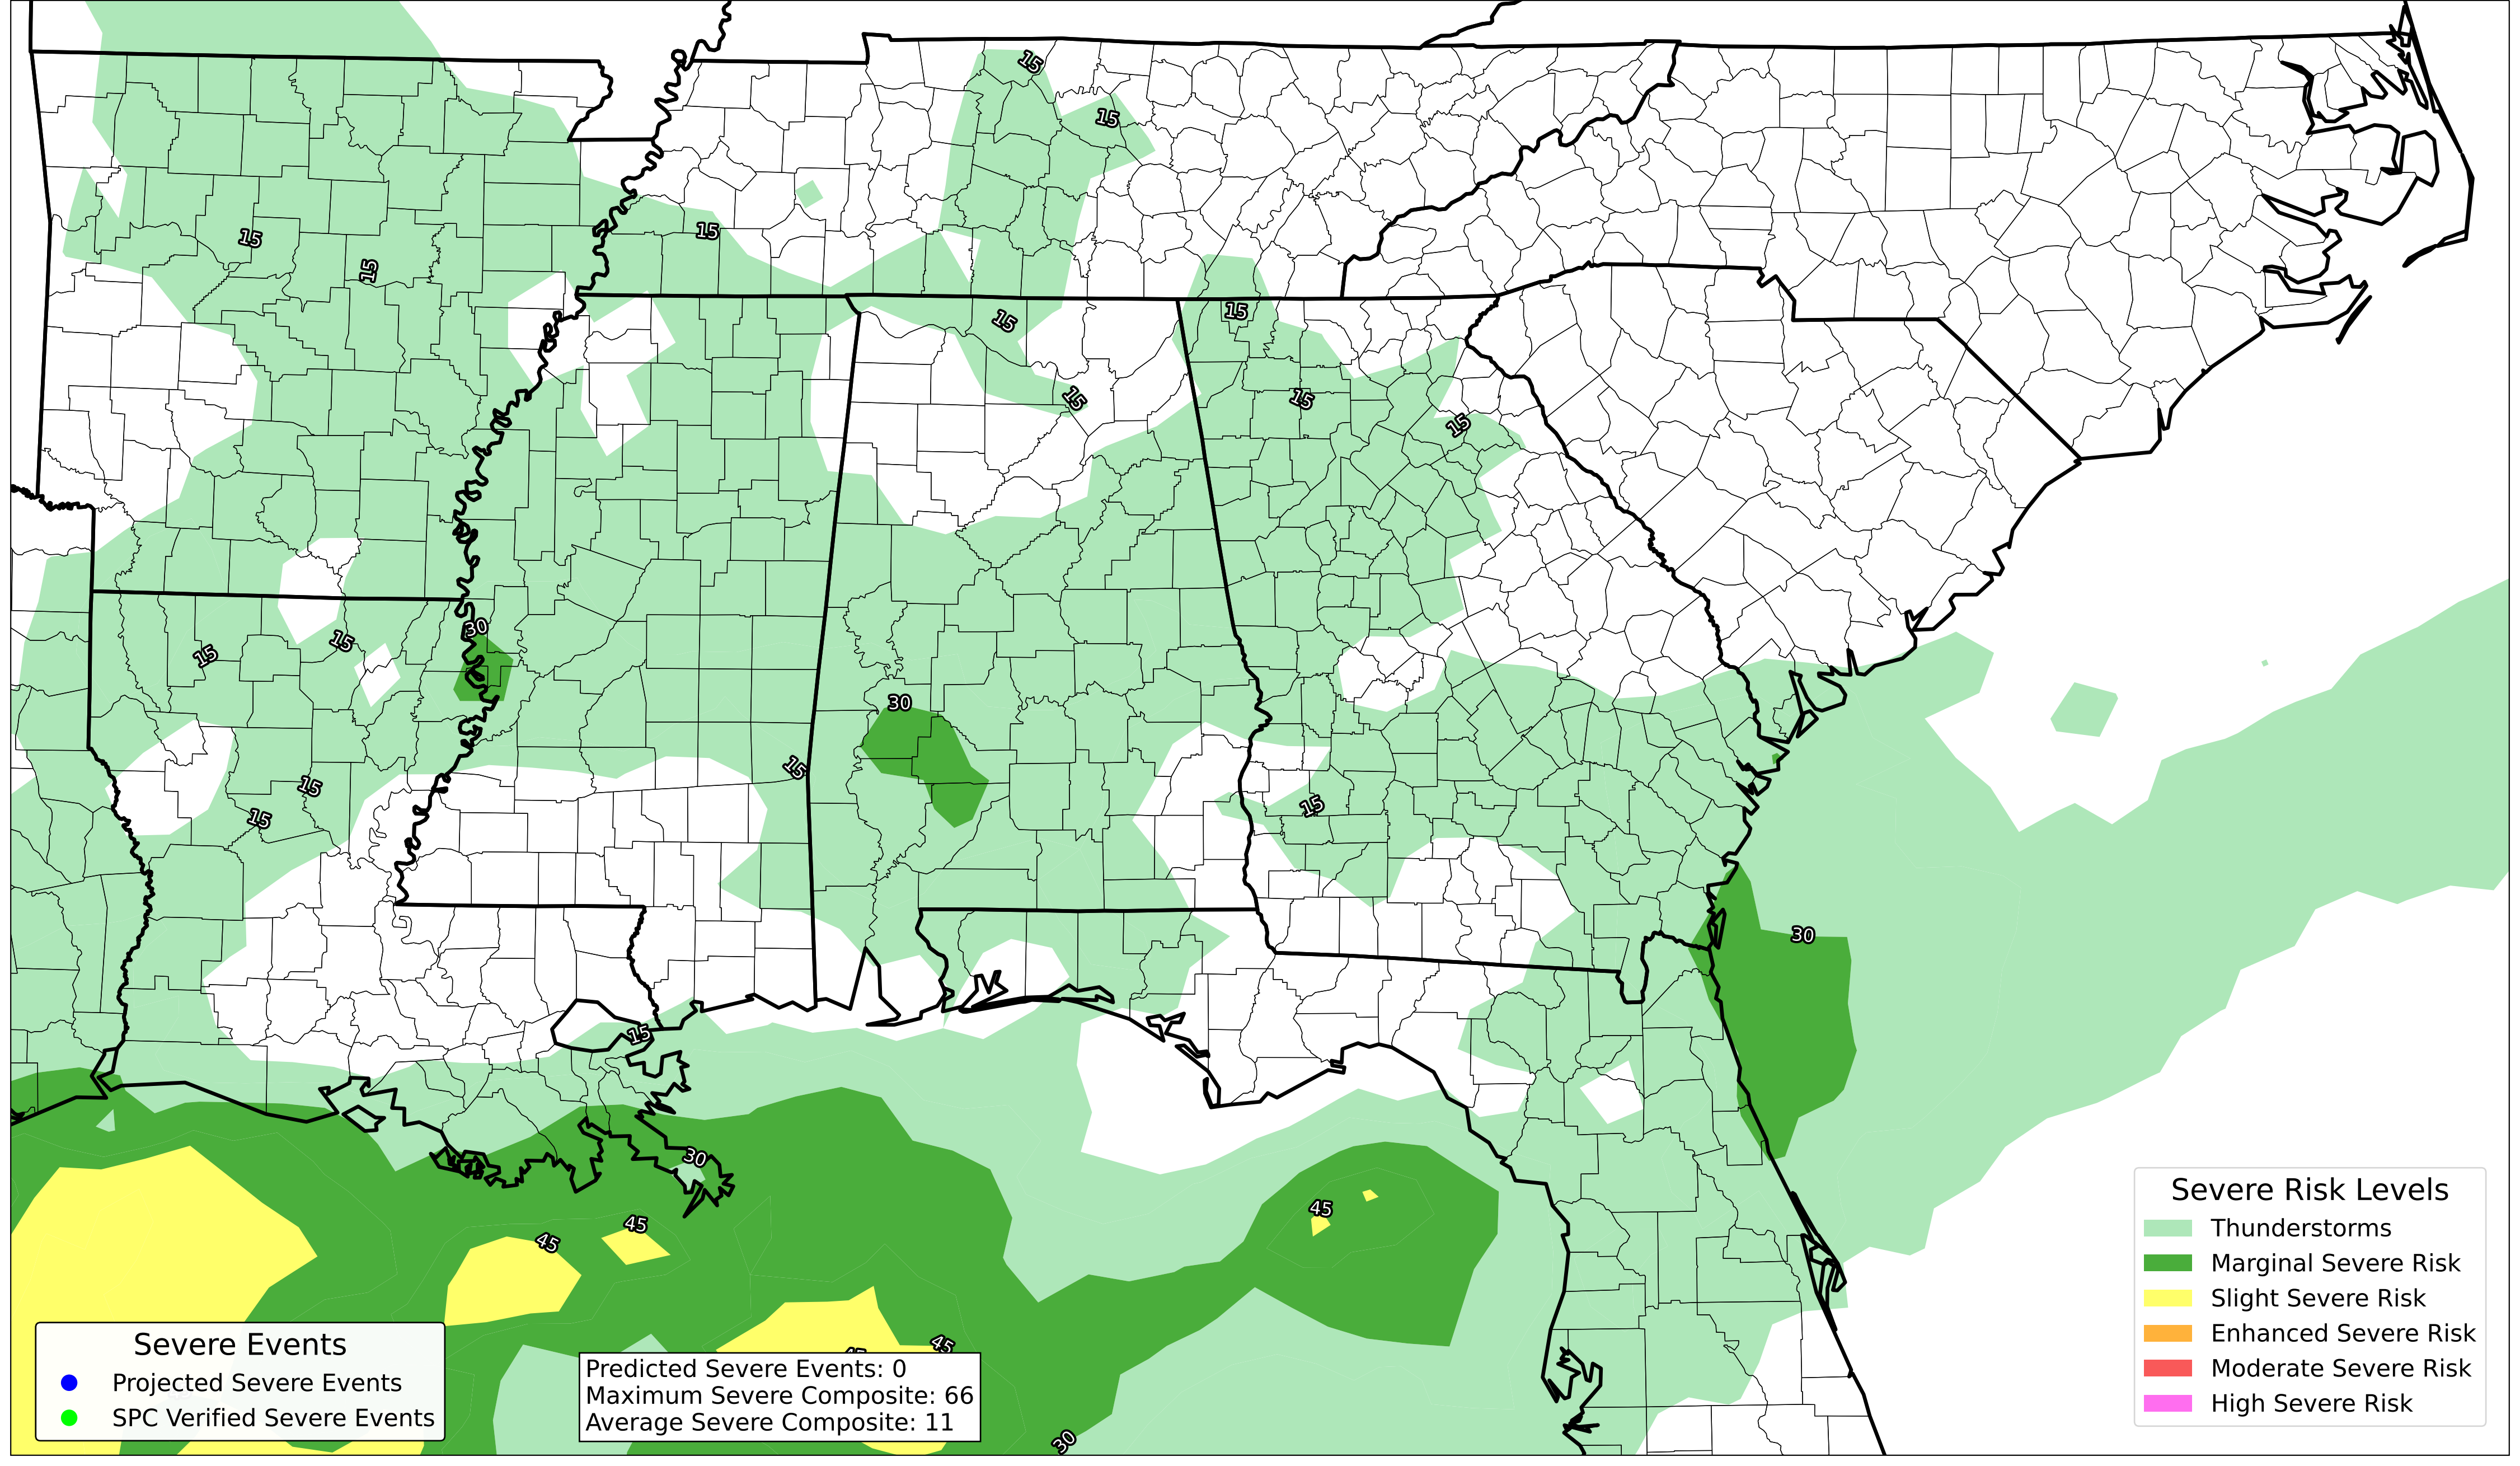 15
15
15
15
15
15
15
15
15
15
30
15
15
30
15
15
15
15
30
15
30
45
45
45
45
30
Severe Events
Projected Severe Events
SPC Verified Severe Events
Predicted Severe Events: 0
Maximum Severe Composite: 66
Average Severe Composite: 11
Severe Risk Levels
Thunderstorms
Marginal Severe Risk
Slight Severe Risk
Enhanced Severe Risk
Moderate Severe Risk
High Severe Risk